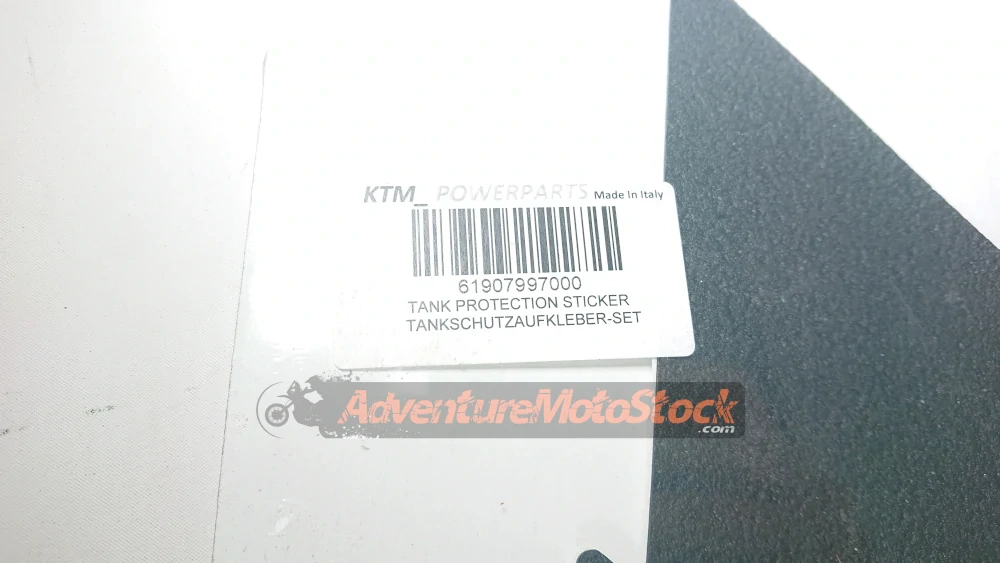 KTM_ POWERPARTS Made In Italy
61907997000
TANK PROTECTION STICKER
TANKSCHUTZAUFKLEBER-SET
AdventureMotoStock
.com